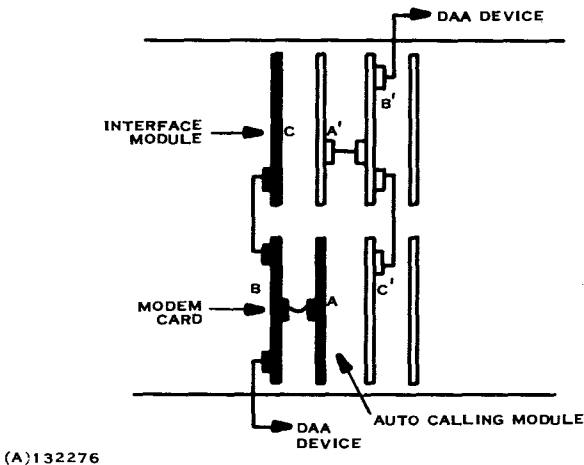 DAA DEVICE
B'
INTERFACE
MODULE
C
A'
B
A
C'
MODEM
CARD
AUTO CALLING MODULE
DAA
DEVICE
(A)132276